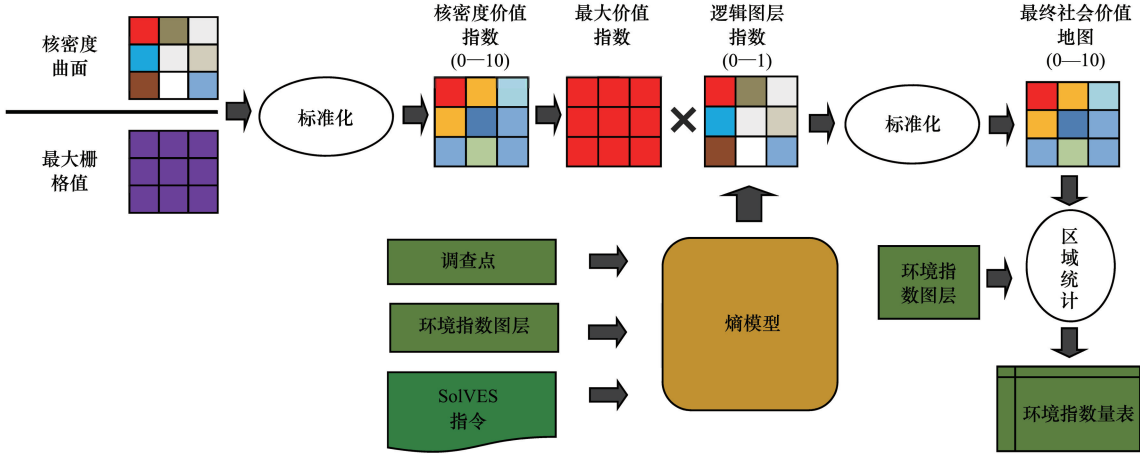 核密度
曲面
最大栅
格值
标准化
核密度价值
指数
(0—10)
最大价值
指数
逻辑图层
指数
(0—1)
标准化
最终社会价值
地图
(0—10)
调查点
环境指数图层
SolVES
指令
熵模型
环境指
数图层
区
域
统
计
环境指数量表